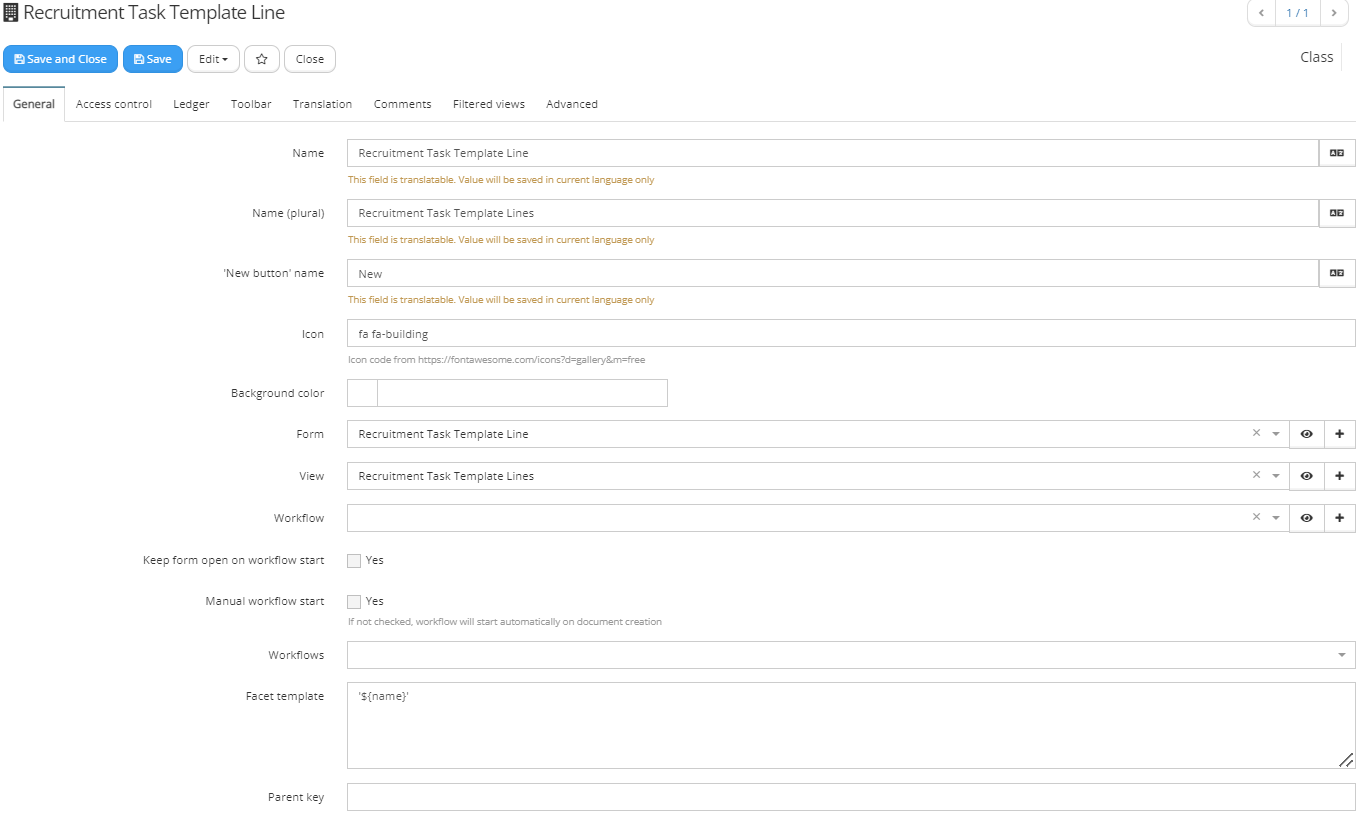 Recruitment Task Template Line
1 / 1
Save and Close
Save
Edit
Close
Class
General
Access control
Ledger
Toolbar
Translation
Comments
Filtered views
Advanced
Name
Recruitment Task Template Line
This field is translatable. Value will be saved in current language only
Name (plural)
Recruitment Task Template Lines
This field is translatable. Value will be saved in current language only
'New button' name
New
This field is translatable. Value will be saved in current language only
Icon
fa fa-building
Icon code from https://fontawesome.com/icons?d=gallery&m=free
Background color
Form
Recruitment Task Template Line
View
Recruitment Task Template Lines
Workflow
Keep form open on workflow start
Yes
Manual workflow start
Yes
If not checked, workflow will start automatically on document creation
Workflows
Facet template
'${name}'
Parent key